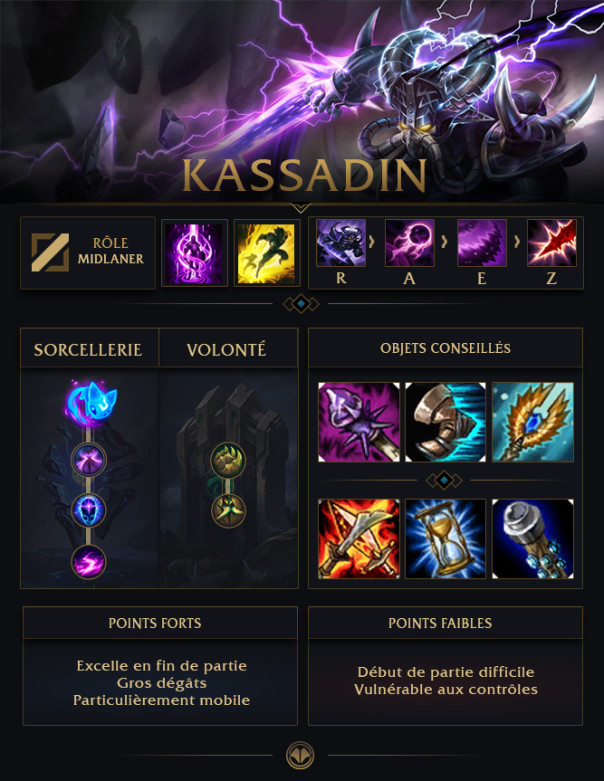 KASSADIN
RÔLE
MIDLANER
R
A
E
Z
SORCELLERIE
VOLONTÉ
OBJETS CONSEILLÉS
POINTS FORTS
Excelle en fin de partie
Gros dégâts
Particulièrement mobile
POINTS FAIBLES
Début de partie difficile
Vulnérable aux contrôles